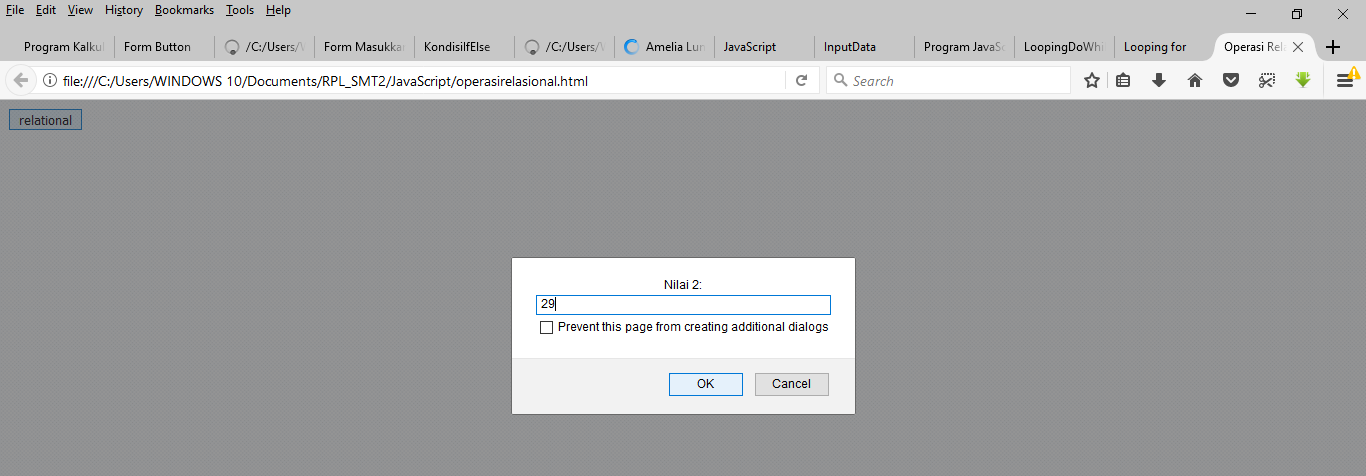 File Edit View History Bookmarks Tools Help
Program Kalkul Form Button /C:/Users/W Form Masukkan KondisiIfElse /C:/Users/W Amelia Lun JavaScript InputData Program JavaSc LoopingDoWhi Looping for Operasi Rela
file:///C:/Users/WINDOWS 10/Documents/RPL_SMT2/JavaScript/operasirelasional.html Search
relational
Nilai 2:
29
Prevent this page from creating additional dialogs
OK Cancel